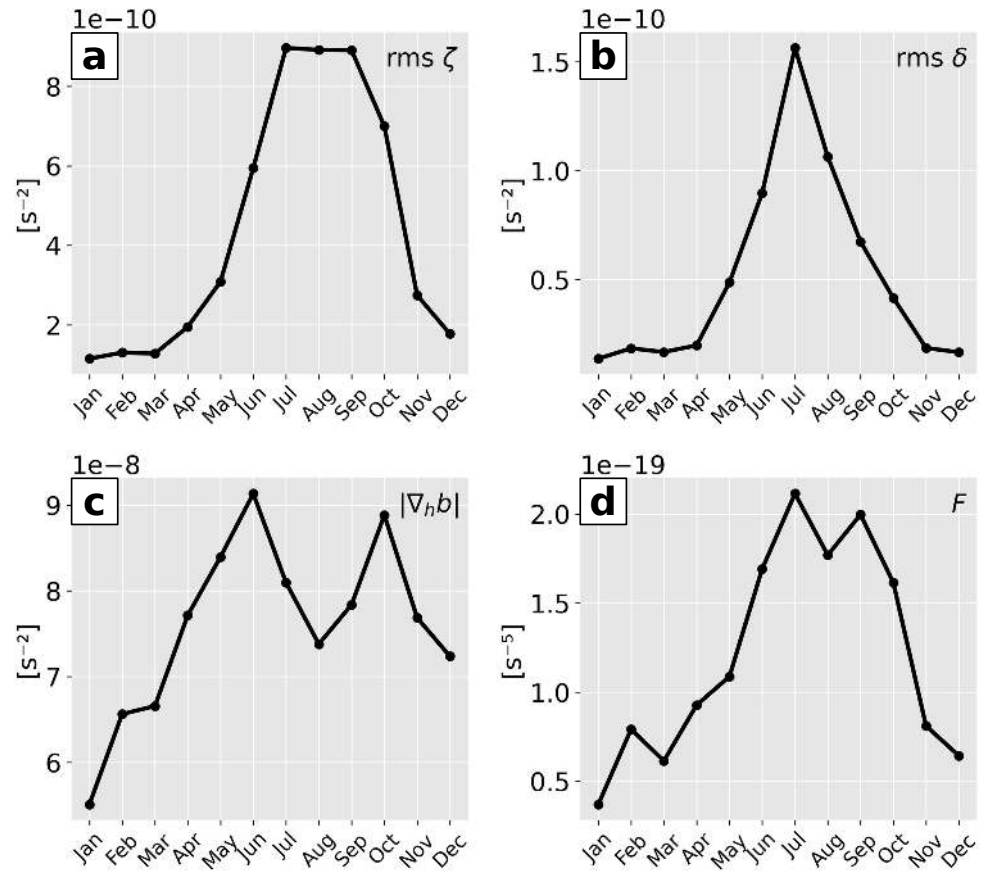 1e−10
a
rms ζ
8
6
4
2
[s⁻²]
Jan Feb Mar Apr May Jun Jul Aug Sep Oct Nov Dec
1e−10
b
rms δ
1.5
1.0
0.5
[s⁻²]
Jan Feb Mar Apr May Jun Jul Aug Sep Oct Nov Dec
1e−8
c
|∇ₕb|
9
8
7
6
[s⁻²]
Jan Feb Mar Apr May Jun Jul Aug Sep Oct Nov Dec
1e−19
d
F
2.0
1.5
1.0
0.5
[s⁻⁵]
Jan Feb Mar Apr May Jun Jul Aug Sep Oct Nov Dec